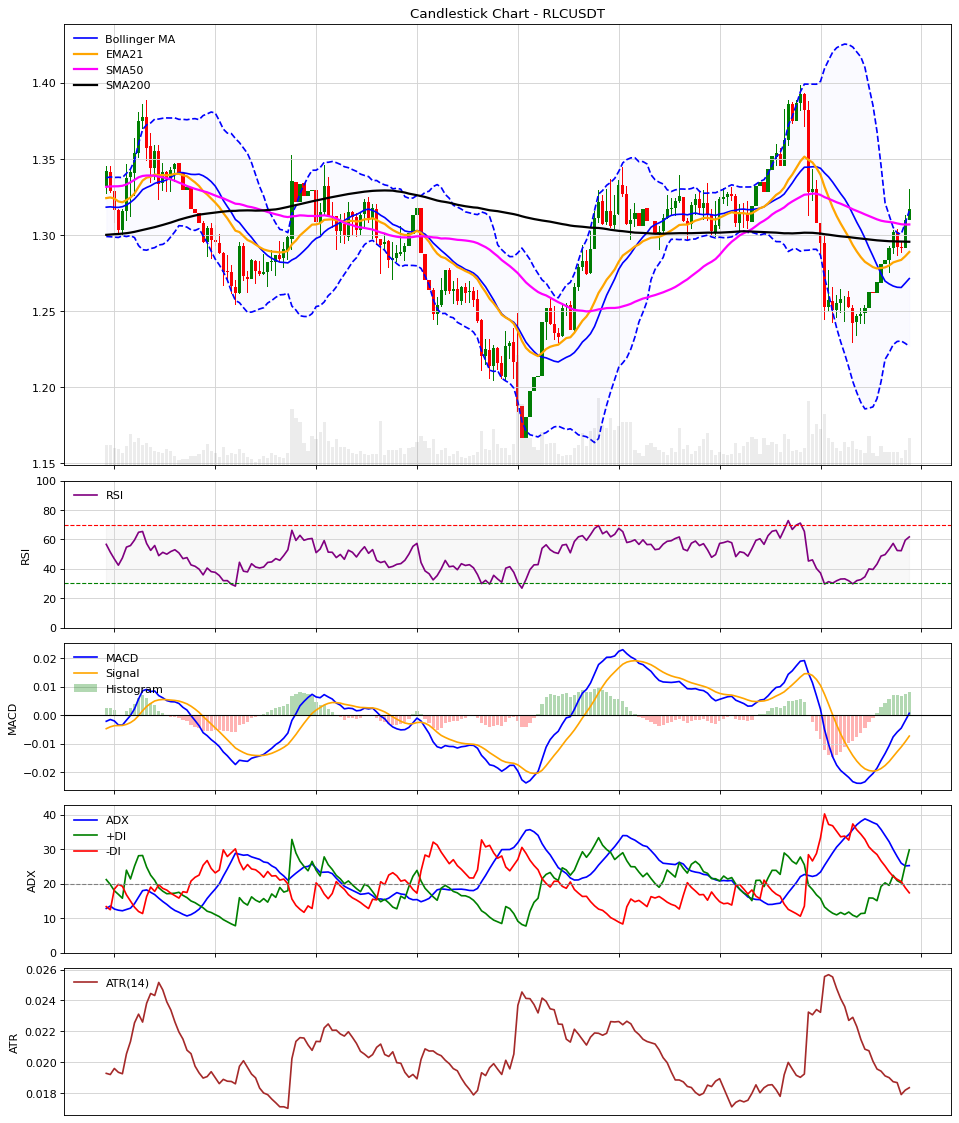 Candlestick Chart - RLCUSDT
Bollinger MA
EMA21
SMA50
SMA200
1.40
1.35
1.30
1.25
1.20
1.15
RSI
100
80
60
40
20
0
RSI
MACD
Signal
Histogram
0.02
0.01
0.00
−0.01
−0.02
MACD
ADX
+DI
-DI
40
30
20
10
0
ADX
ATR(14)
0.026
0.024
0.022
0.020
0.018
ATR